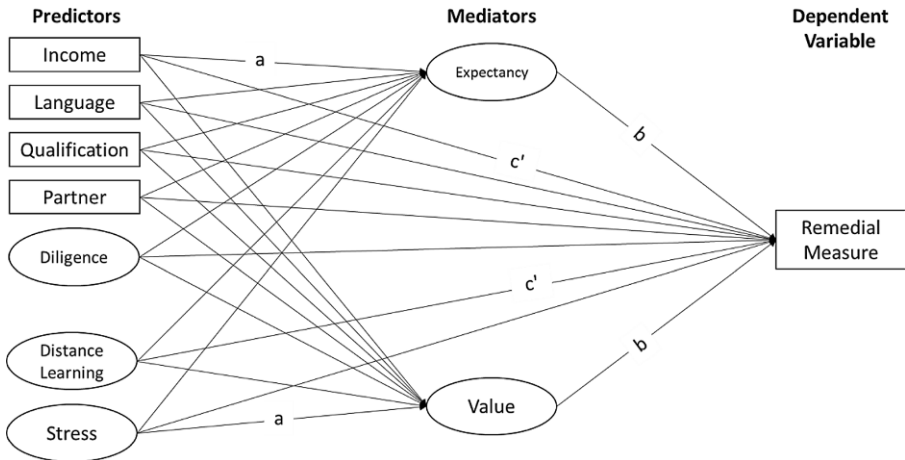 Predictors
Mediators
Dependent
Variable
Income
a
Expectancy
Language
b
Qualification
c'
Partner
Remedial
Measure
Diligence
c'
Distance
Learning
b
Value
a
Stress